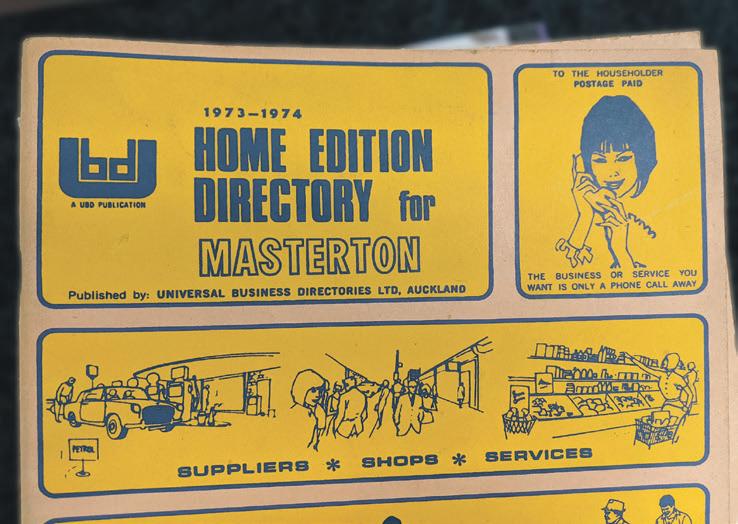 1973-1974
HOME EDITION
DIRECTORY for
MASTERTON
ubd
A UBD PUBLICATION
Published by: UNIVERSAL BUSINESS DIRECTORIES LTD, AUCKLAND
TO THE HOUSEHOLDER
POSTAGE PAID
THE BUSINESS OR SERVICE YOU
WANT IS ONLY A PHONE CALL AWAY
PETROL
SUPPLIERS * SHOPS * SERVICES